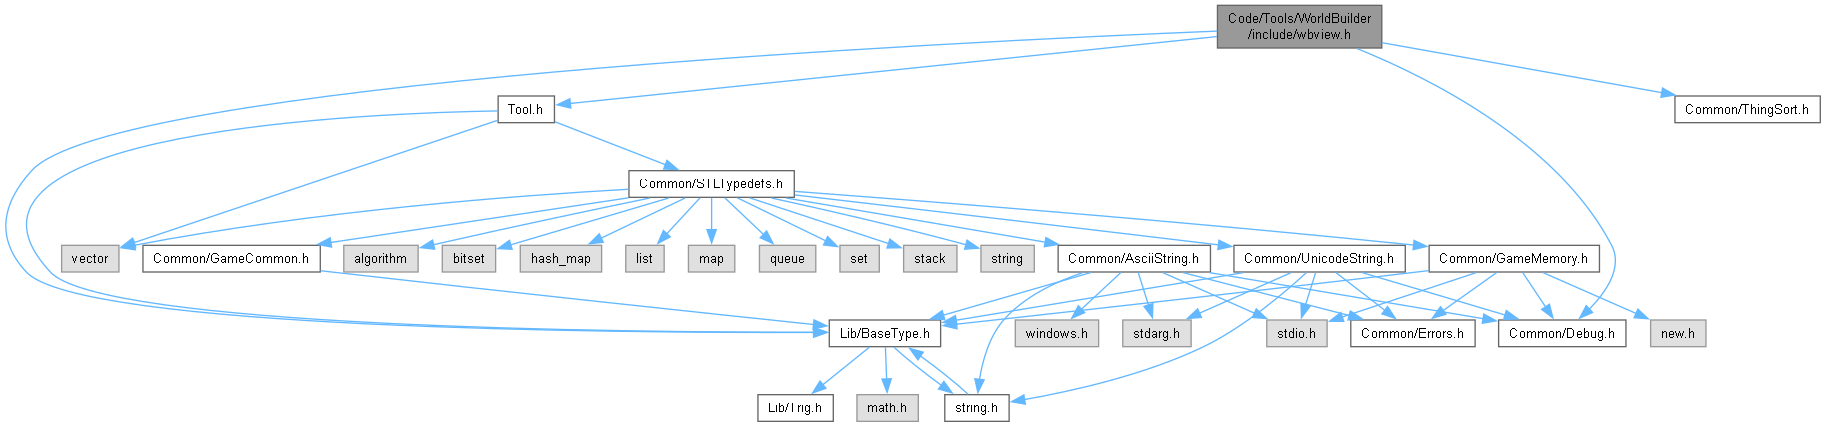 Code/Tools/WorldBuilder
/include/wbview.h
Tool.h
Common/ThingSort.h
Common/STLTypedefs.h
vector
Common/GameCommon.h
algorithm
bitset
hash_map
list
map
queue
set
stack
string
Common/AsciiString.h
Common/UnicodeString.h
Common/GameMemory.h
Lib/BaseType.h
windows.h
stdarg.h
stdio.h
Common/Errors.h
Common/Debug.h
new.h
Lib/Trig.h
math.h
string.h